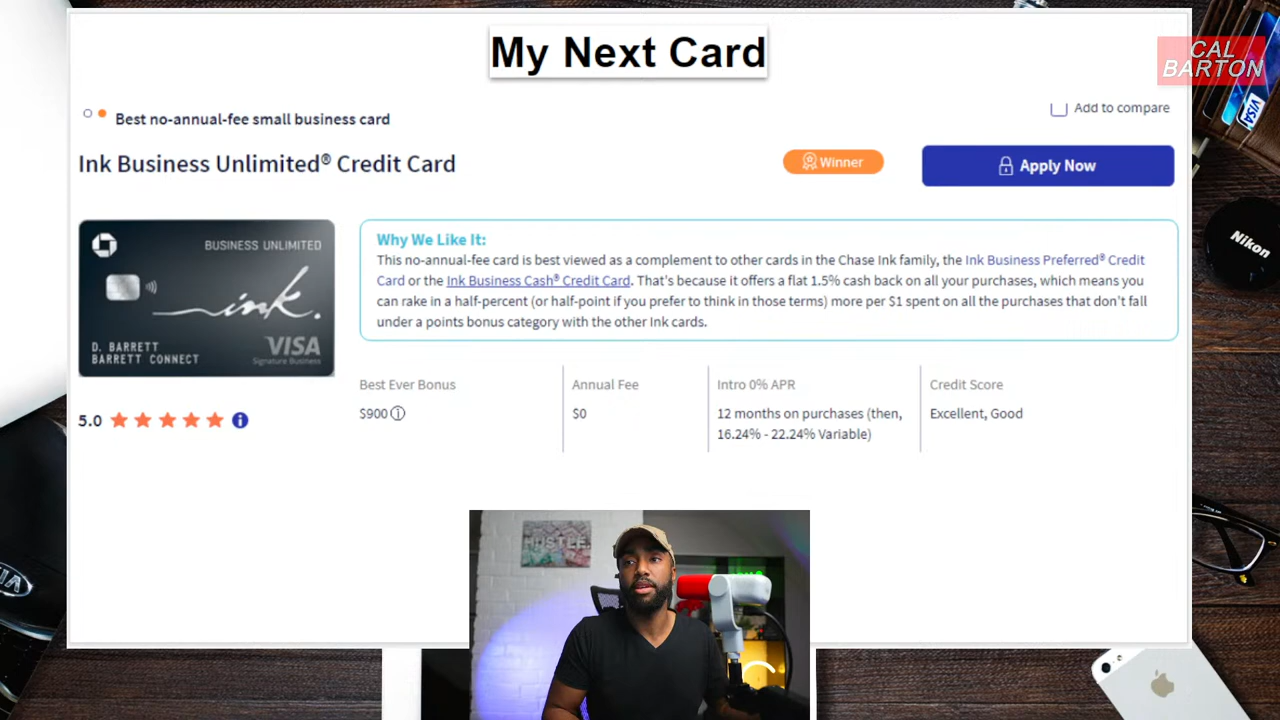 My Next Card
CAL
BARTON
Best no-annual-fee small business card
Add to compare
Ink Business Unlimited® Credit Card
Winner
Apply Now
BUSINESS UNLIMITED
ink.
D. BARRETT
BARRETT CONNECT
VISA
Signature Business
Why We Like It:
This no-annual-fee card is best viewed as a complement to other cards in the Chase Ink family, the Ink Business Preferred® Credit
Card or the Ink Business Cash® Credit Card. That's because it offers a flat 1.5% cash back on all your purchases, which means you
can rake in a half-percent (or half-point if you prefer to think in those terms) more per $1 spent on all the purchases that don't fall
under a points bonus category with the other Ink cards.
5.0
Best Ever Bonus
$900
Annual Fee
$0
Intro 0% APR
12 months on purchases (then,
16.24% - 22.24% Variable)
Credit Score
Excellent, Good
VISA
Nikon
HUSTLE.